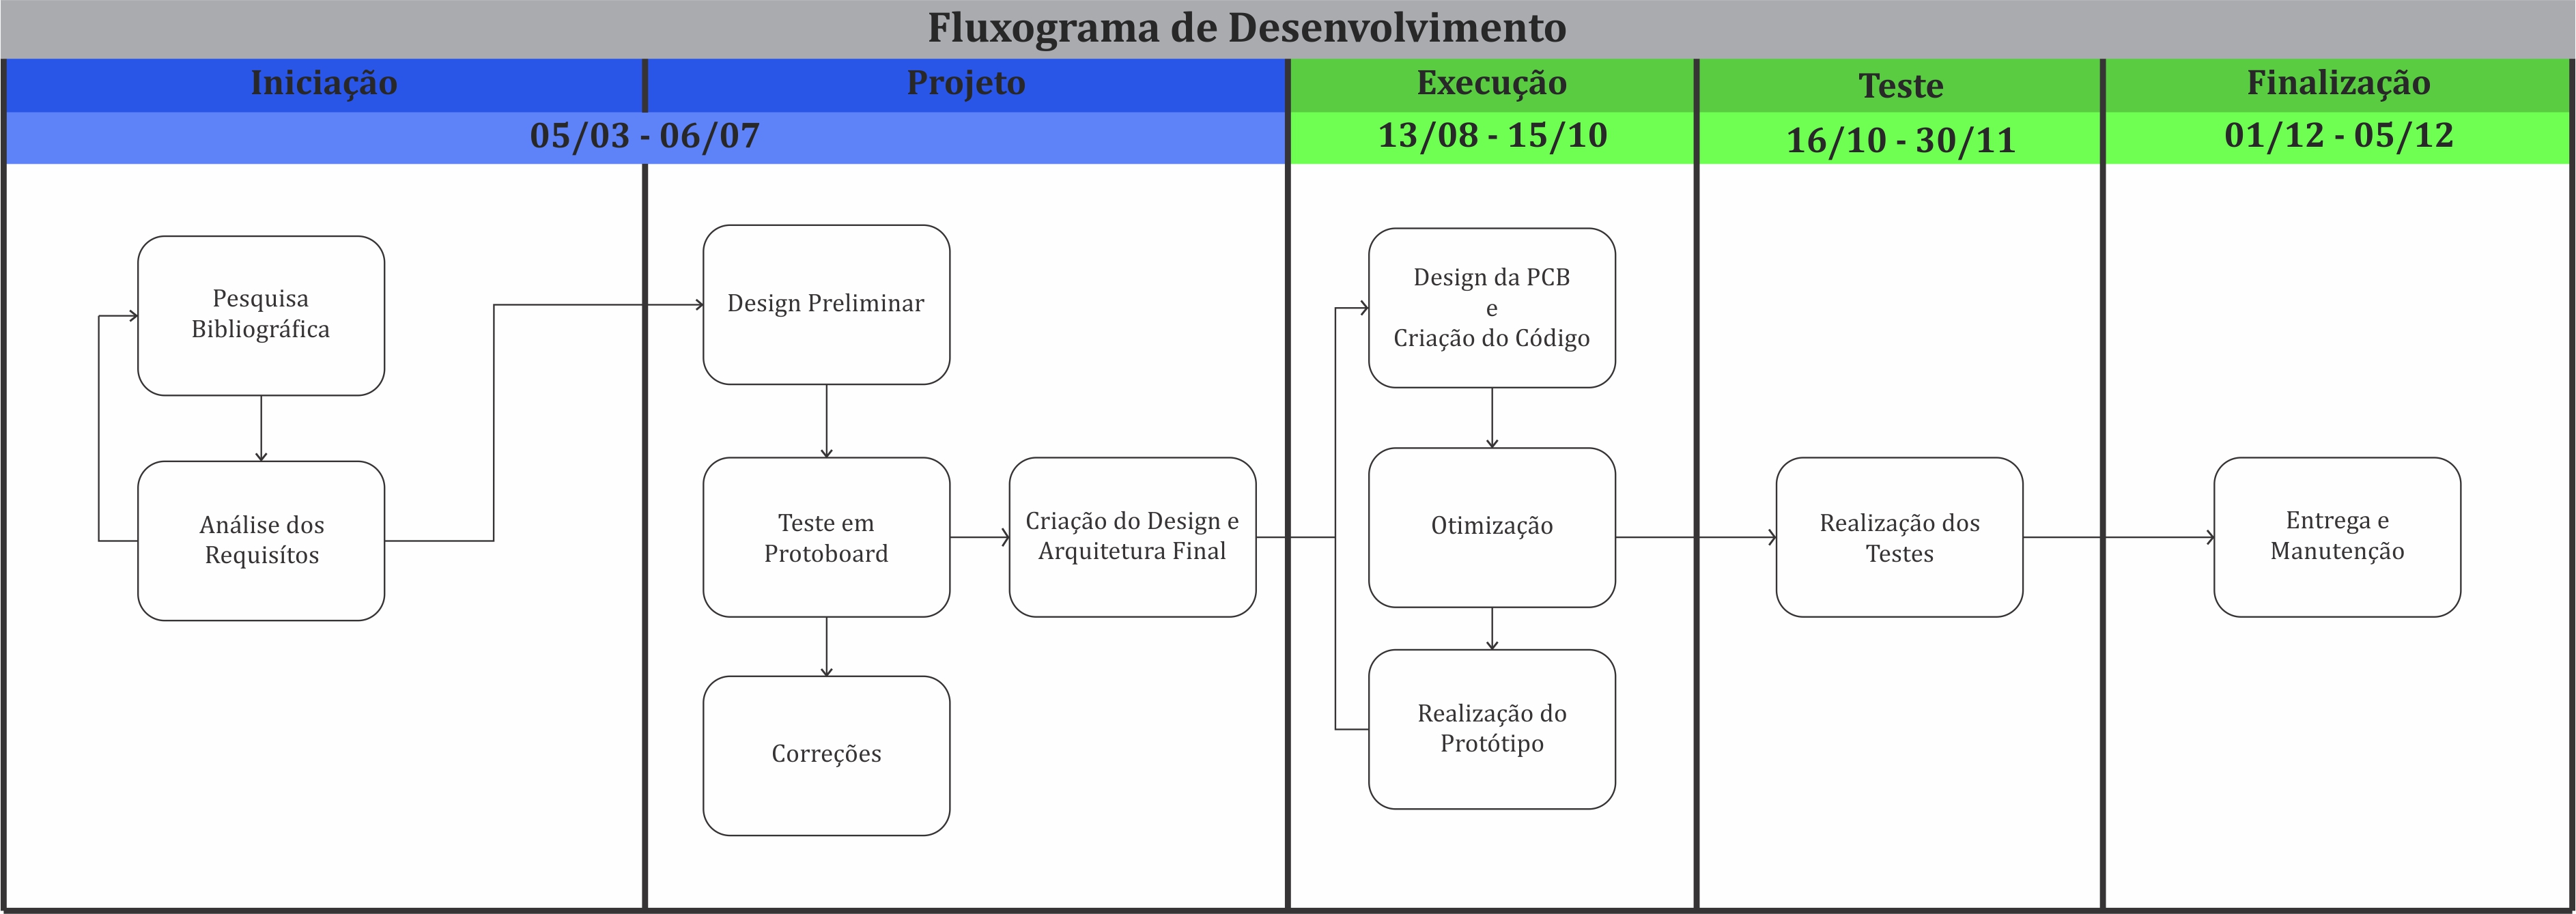 Fluxograma de Desenvolvimento
Iniciação
Projeto
Execução
Teste
Finalização
05/03 - 06/07
13/08 - 15/10
16/10 - 30/11
01/12 - 05/12
Pesquisa
Bibliográfica
Análise dos
Requisítos
Design Preliminar
Teste em
Protoboard
Correções
Criação do Design e
Arquitetura Final
Design da PCB
e
Criação do Código
Otimização
Realização do
Protótipo
Realização dos
Testes
Entrega e
Manutenção